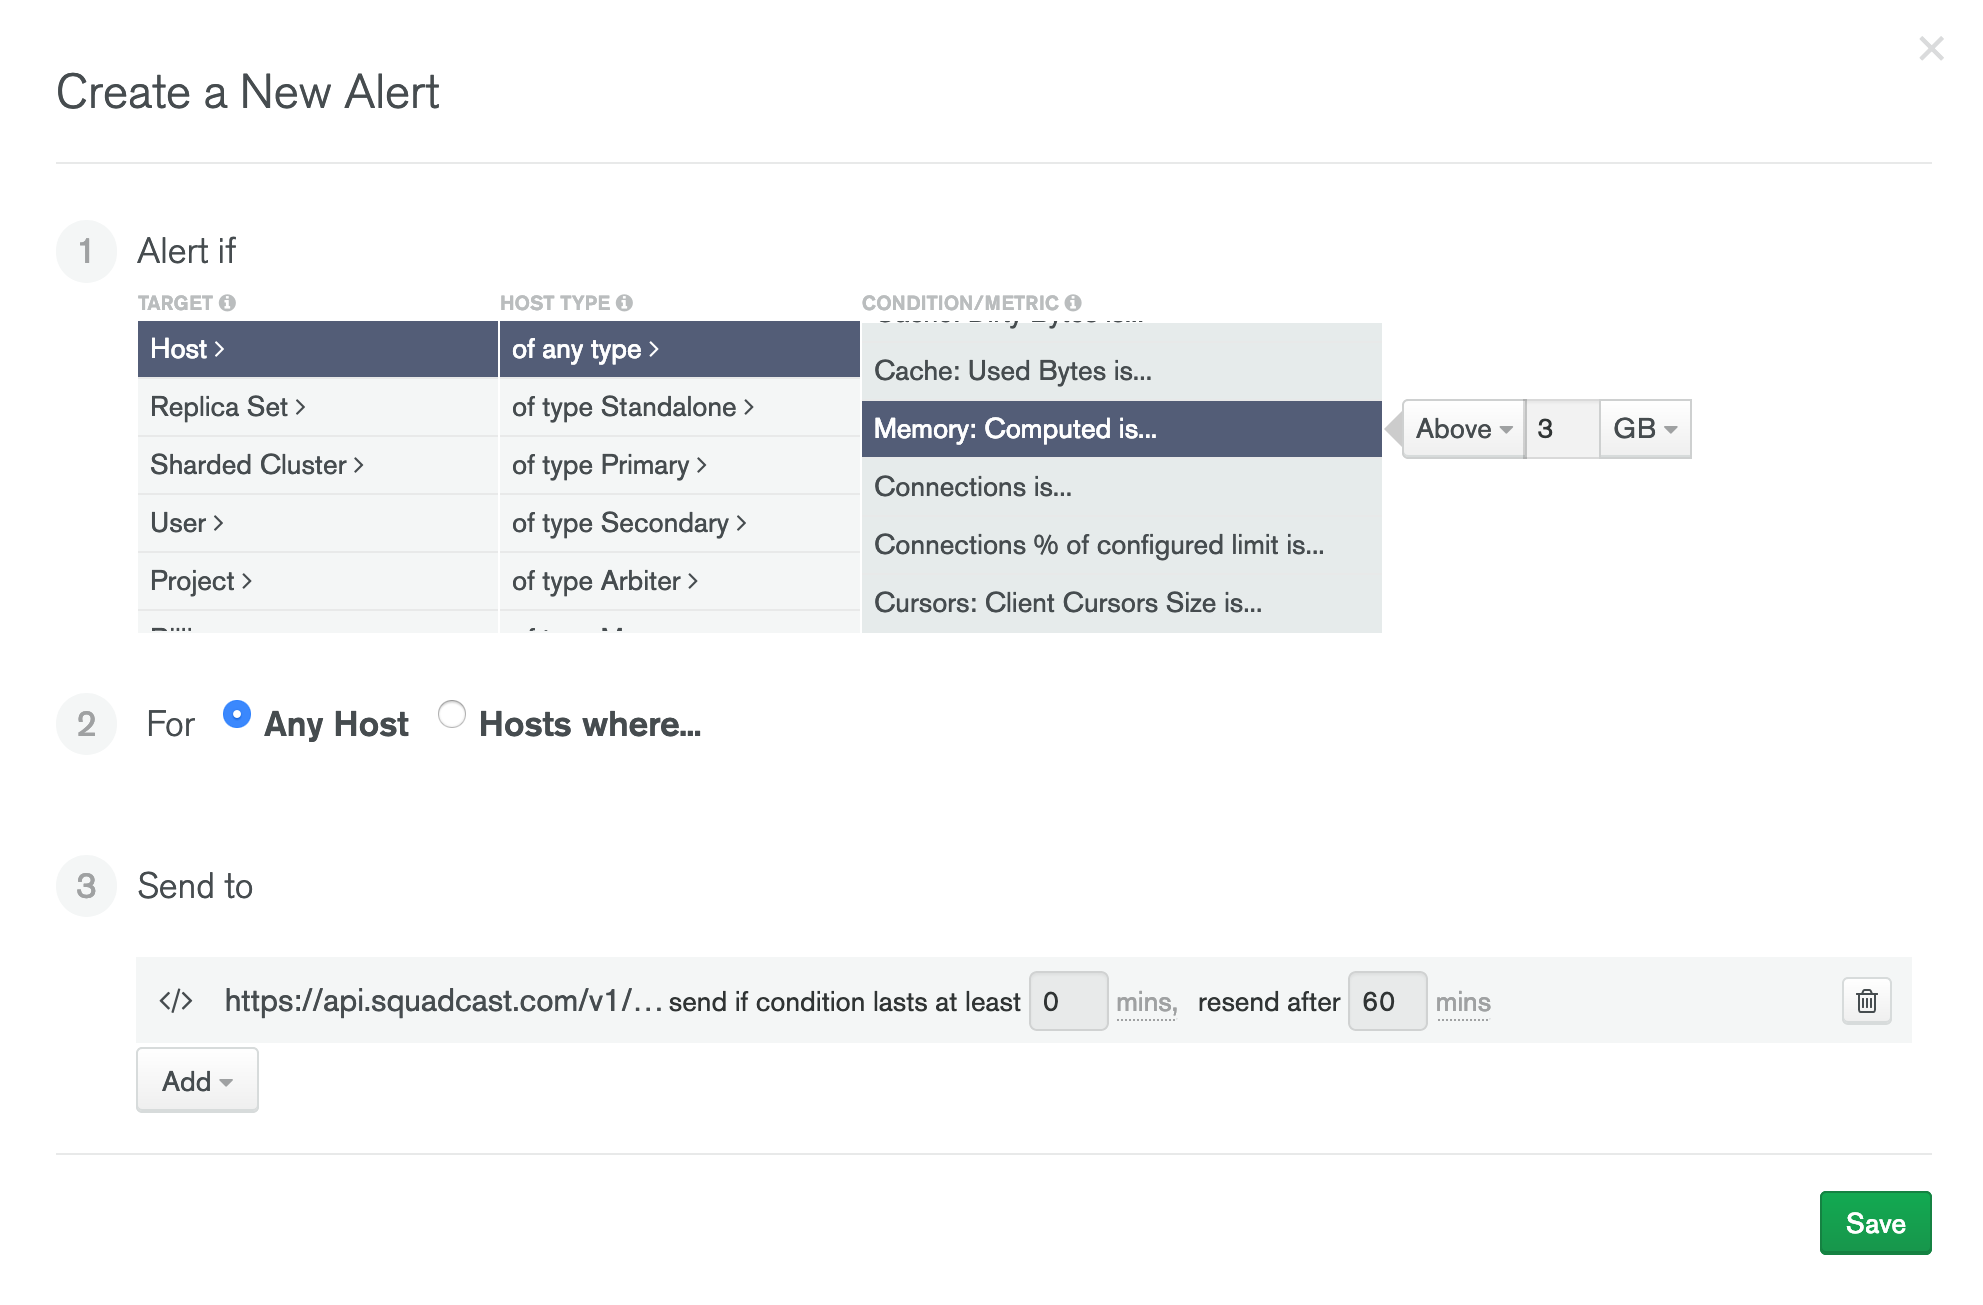 Create a New Alert
1 Alert if
TARGET HOST TYPE CONDITION/METRIC
Host > of any type > Cache: Used Bytes is...
Replica Set > of type Standalone > Memory: Computed is... Above 3 GB
Sharded Cluster > of type Primary > Connections is...
User > of type Secondary > Connections % of configured limit is...
Project > of type Arbiter > Cursors: Client Cursors Size is...
2 For Any Host Hosts where...
3 Send to
</> https://api.squadcast.com/v1/... send if condition lasts at least 0 mins, resend after 60 mins
Add
Save